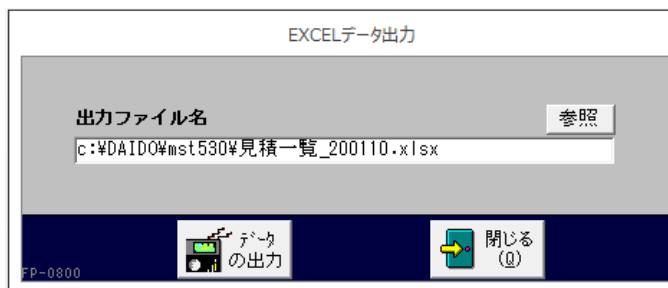 EXCELデータ出力
出力ファイル名
参照
c:¥DAIDO¥mst530¥見積一覧_200110.xlsx
データ
の出力
閉じる
(Q)
FP-0800